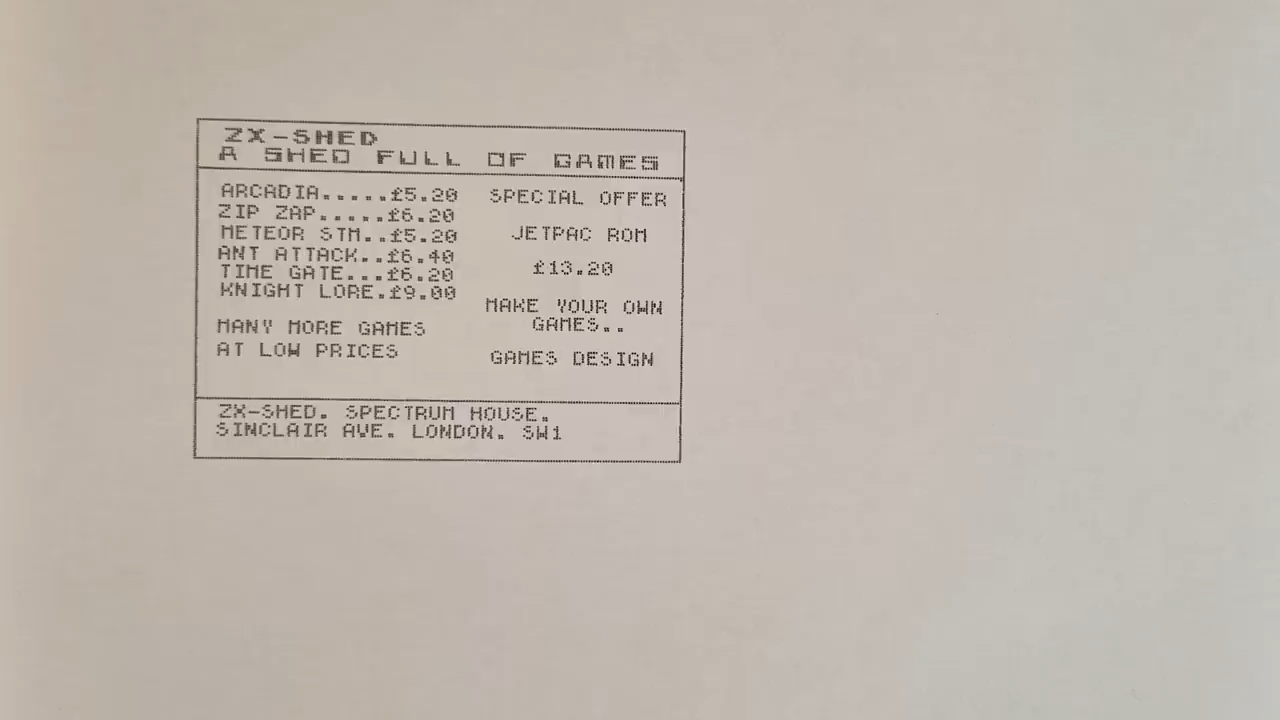 ZX-SHED
A SHED FULL OF GAMES
ARCADIA.....£5.20
ZIP ZAP.....£6.20
METEOR STM..£5.20
ANT ATTACK..£6.40
TIME GATE...£6.20
KNIGHT LORE.£9.00
MANY MORE GAMES
AT LOW PRICES
SPECIAL OFFER
JETPAC ROM
£13.20
MAKE YOUR OWN
GAMES..
GAMES DESIGN
ZX-SHED. SPECTRUM HOUSE.
SINCLAIR AVE. LONDON. SW1